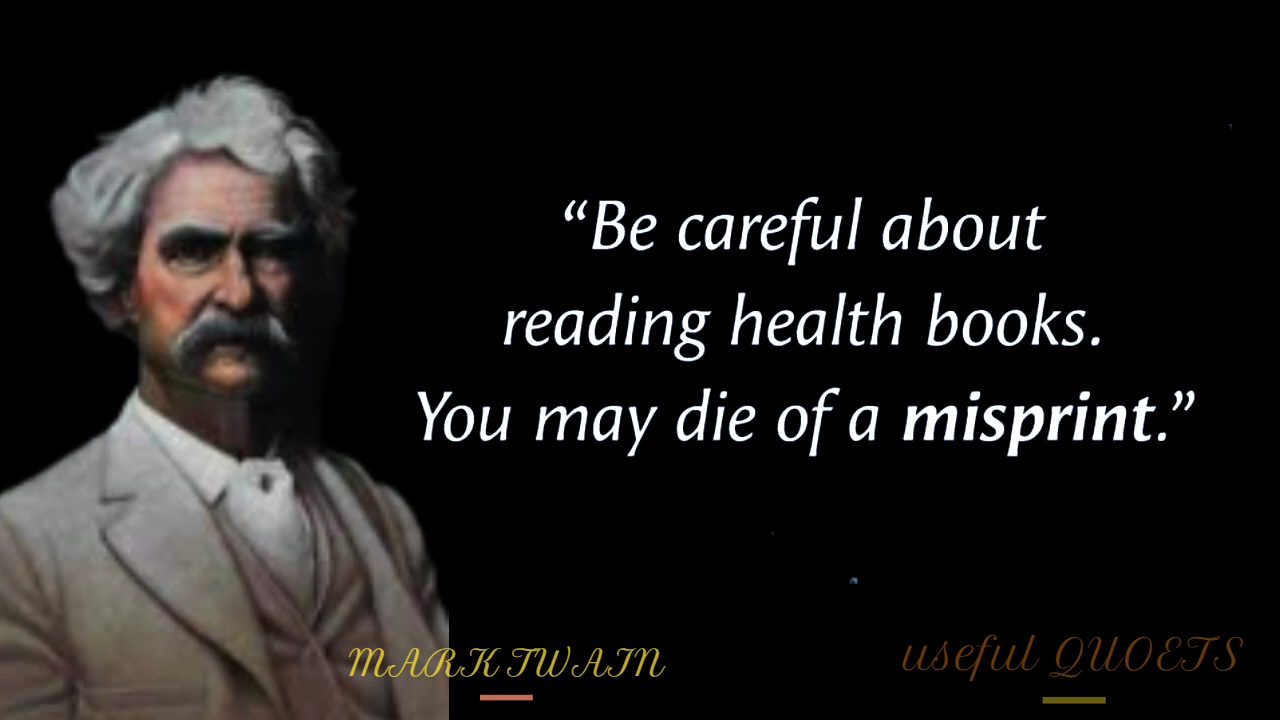 “Be careful about
reading health books.
You may die of a misprint.”
MARK TWAIN
useful QUOETS